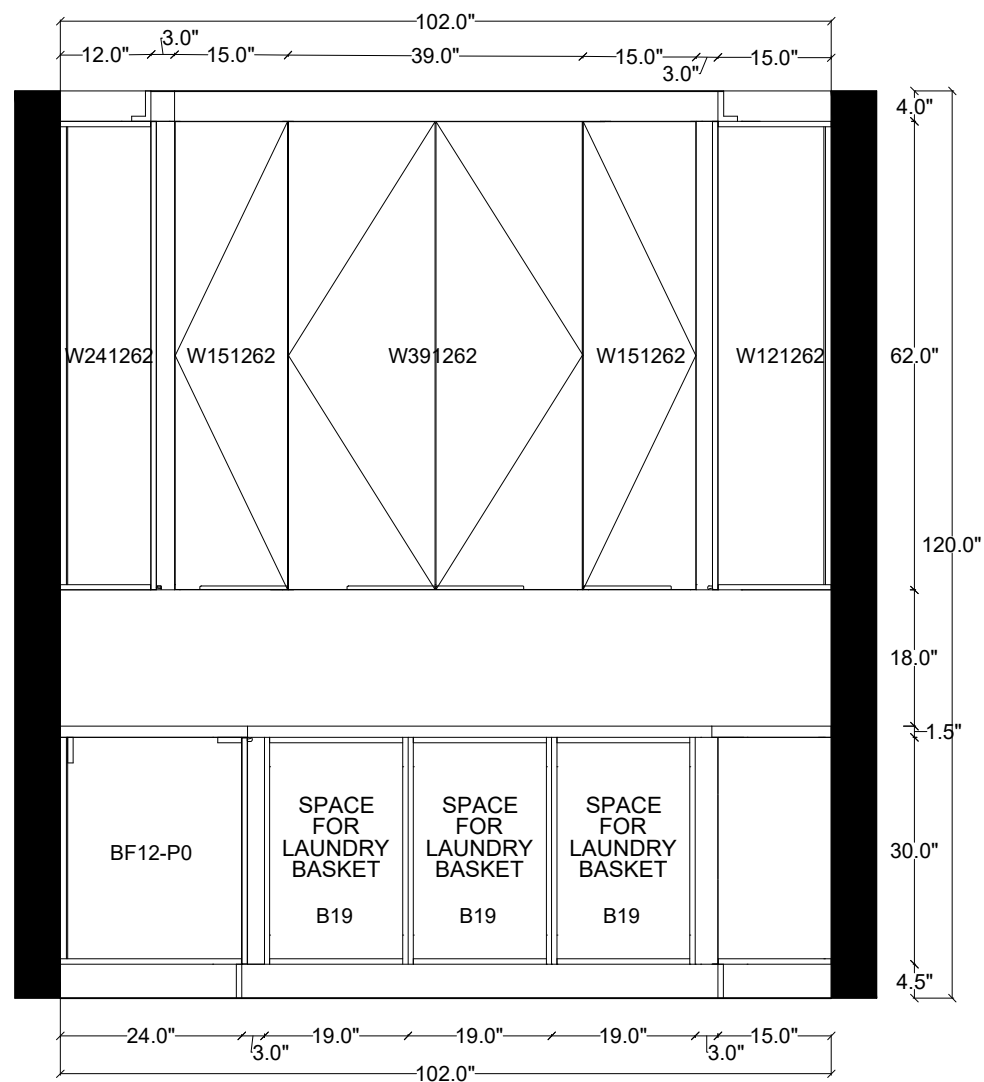 102.0"
3.0"
12.0" 15.0" 39.0" 15.0" 15.0"
3.0"
4.0"
W241262 W151262 W391262 W151262 W121262 62.0"
120.0"
18.0"
1.5"
SPACE SPACE SPACE
FOR FOR FOR
LAUNDRY LAUNDRY LAUNDRY
BF12-P0 30.0"
BASKET BASKET BASKET
B19 B19 B19
4.5"
24.0" 19.0" 19.0" 19.0" 15.0"
3.0" 3.0"
102.0"